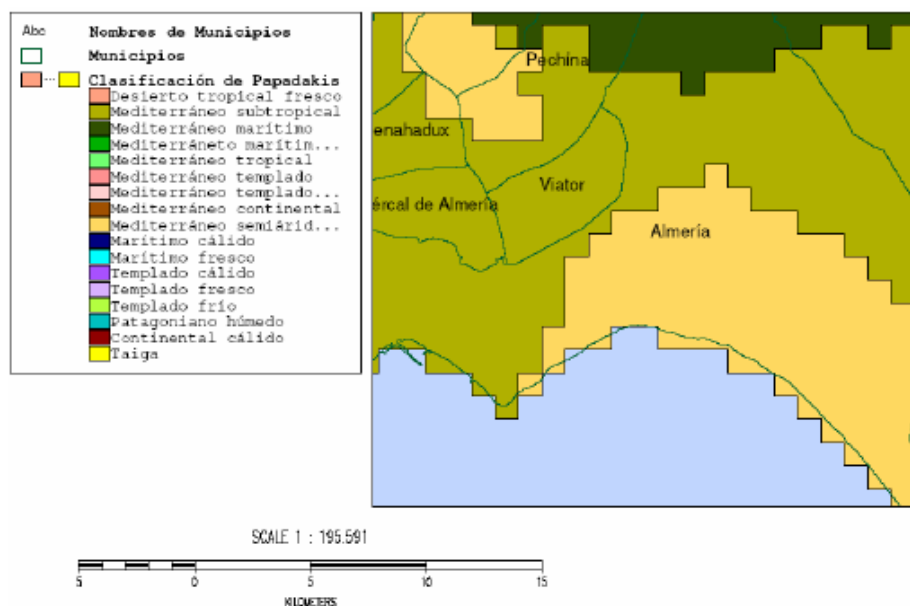 Abc Nombres de Municipios
Municipios
Clasificación de Papadakis
Desierto tropical fresco
Mediterráneo subtropical
Mediterráneo marítimo
Mediterráneto marítim...
Mediterráneo tropical
Mediterráneo templado
Mediterráneo templado...
Mediterráneo continental
Mediterráneo semiárid...
Marítimo cálido
Marítimo fresco
Templado cálido
Templado fresco
Templado frío
Patagoniano húmedo
Continental cálido
Taiga
Pechina
enahadux
Viator
ércal de Almería
Almería
SCALE 1 : 195.591
5 0 5 10 15
KILOMETERS